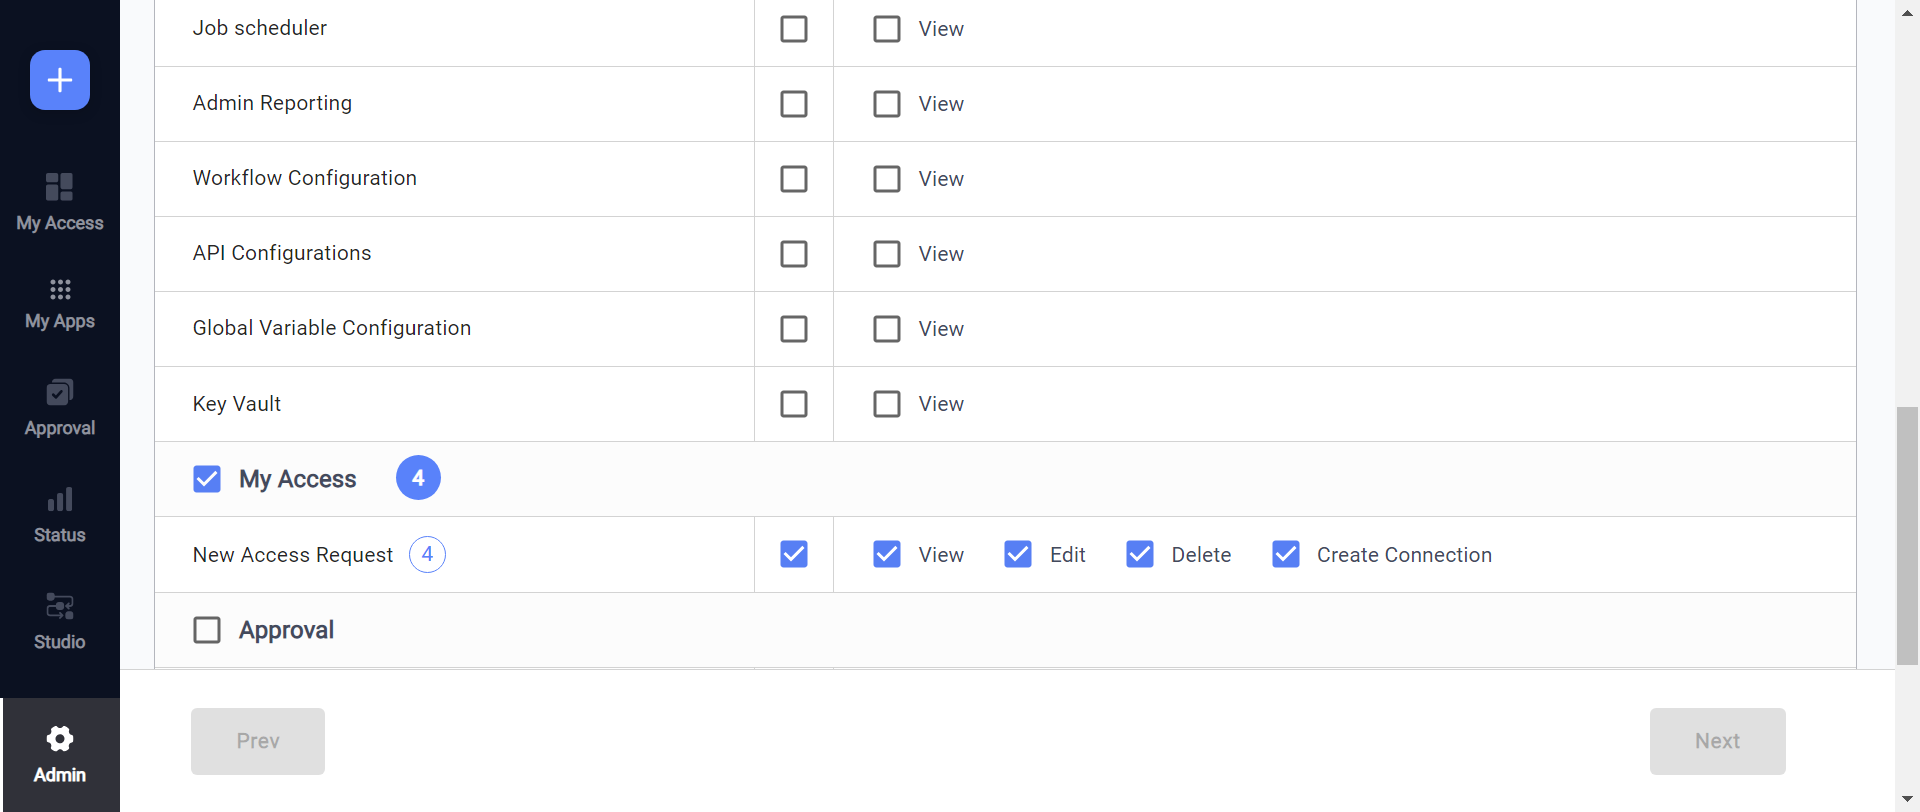 My Access
My Apps
Approval
Status
Studio
Admin
Job scheduler View
Admin Reporting View
Workflow Configuration View
API Configurations View
Global Variable Configuration View
Key Vault View
My Access 4
New Access Request 4 View Edit Delete Create Connection
Approval
Prev Next